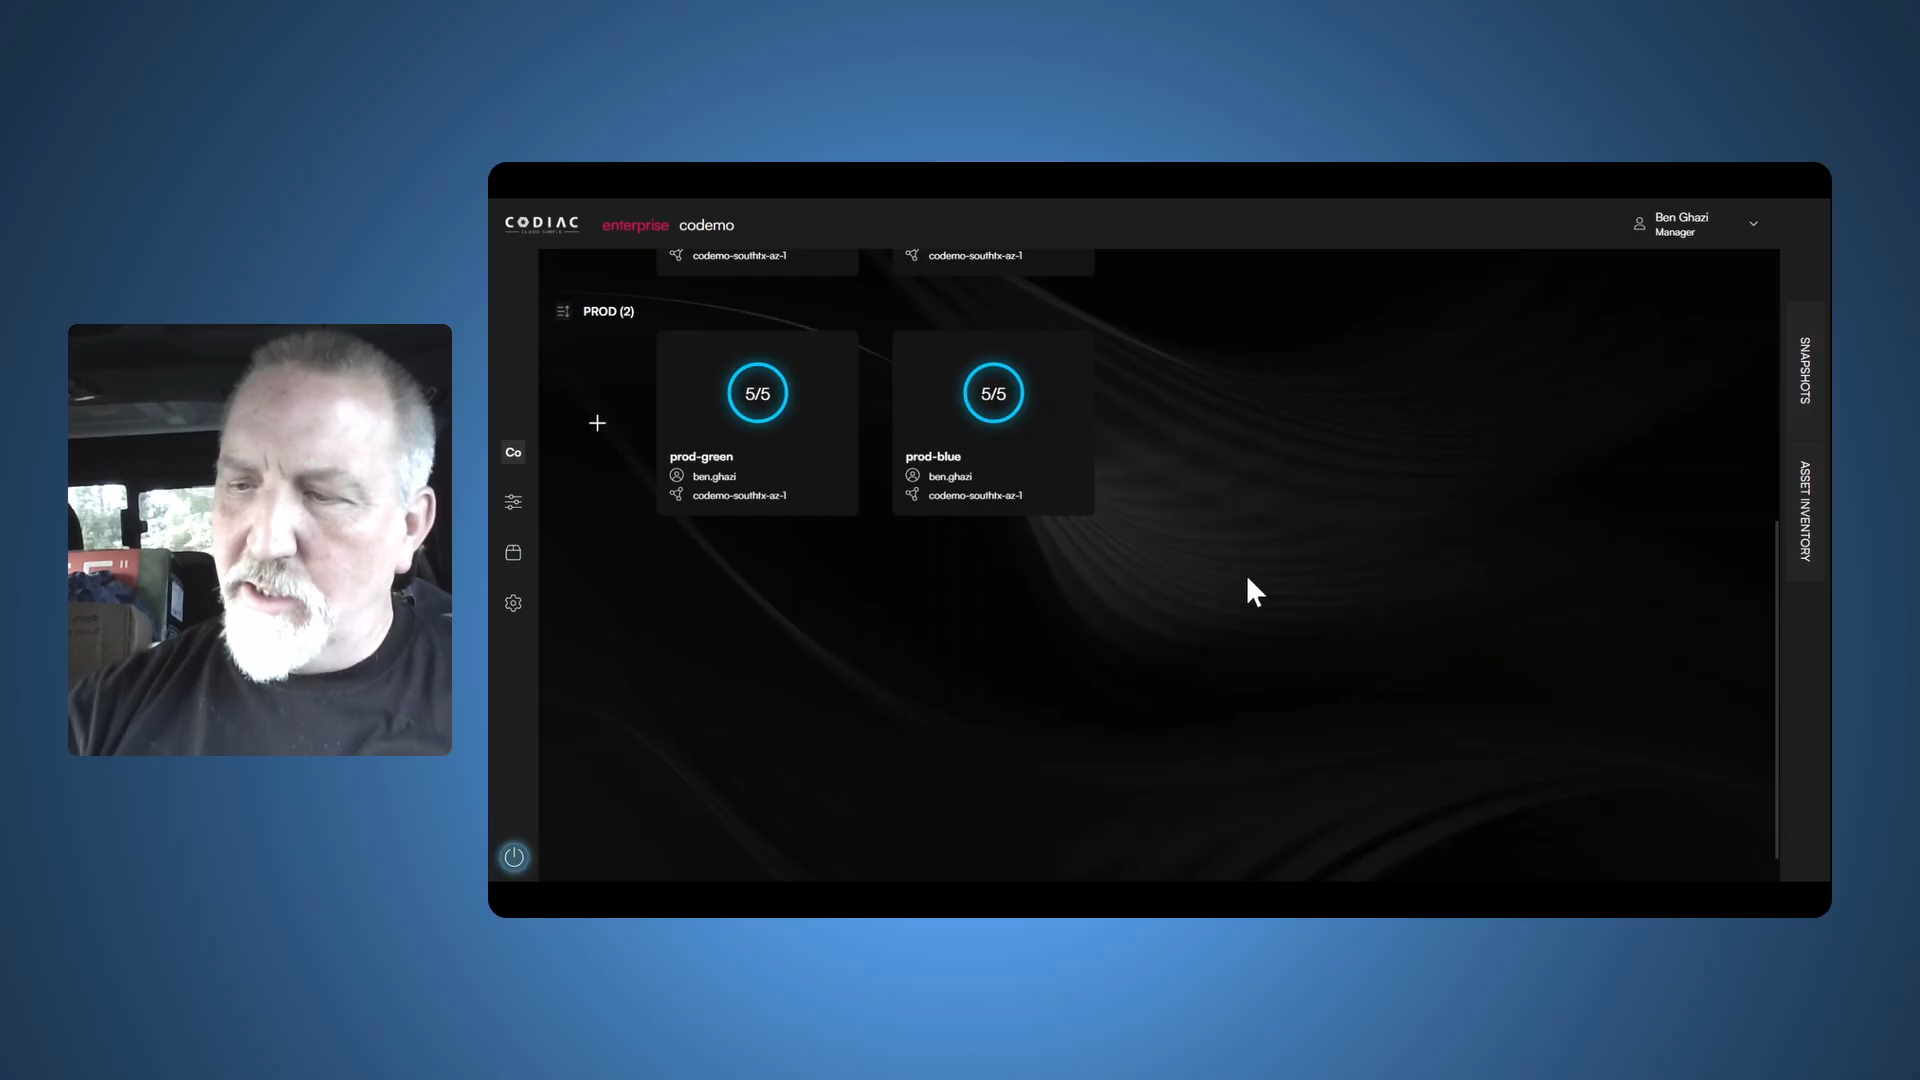 CODIAC
enterprise codemo
Ben Ghazi
Manager
codemo-southtx-az-1
codemo-southtx-az-1
PROD (2)
5/5
prod-green
ben.ghazi
codemo-southtx-az-1
5/5
prod-blue
ben.ghazi
codemo-southtx-az-1
Co
SNAPSHOTS
ASSET INVENTORY